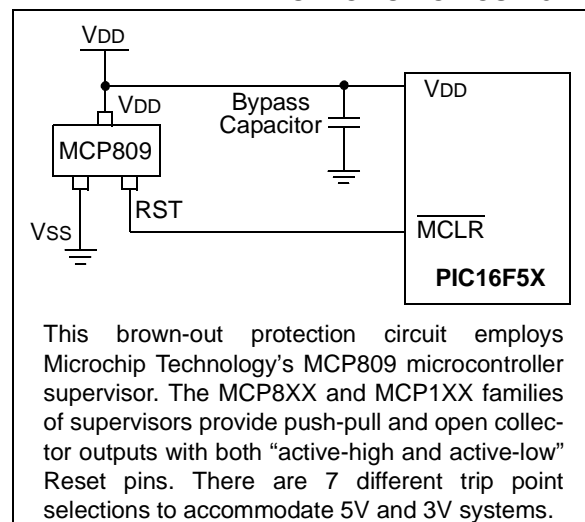 VDD
VDD
VDD
Bypass
Capacitor
MCP809
RST
VSS
MCLR
PIC16F5X
This brown-out protection circuit employs
Microchip Technology's MCP809 microcontroller
supervisor. The MCP8XX and MCP1XX families
of supervisors provide push-pull and open collec-
tor outputs with both “active-high and active-low”
Reset pins. There are 7 different trip point
selections to accommodate 5V and 3V systems.